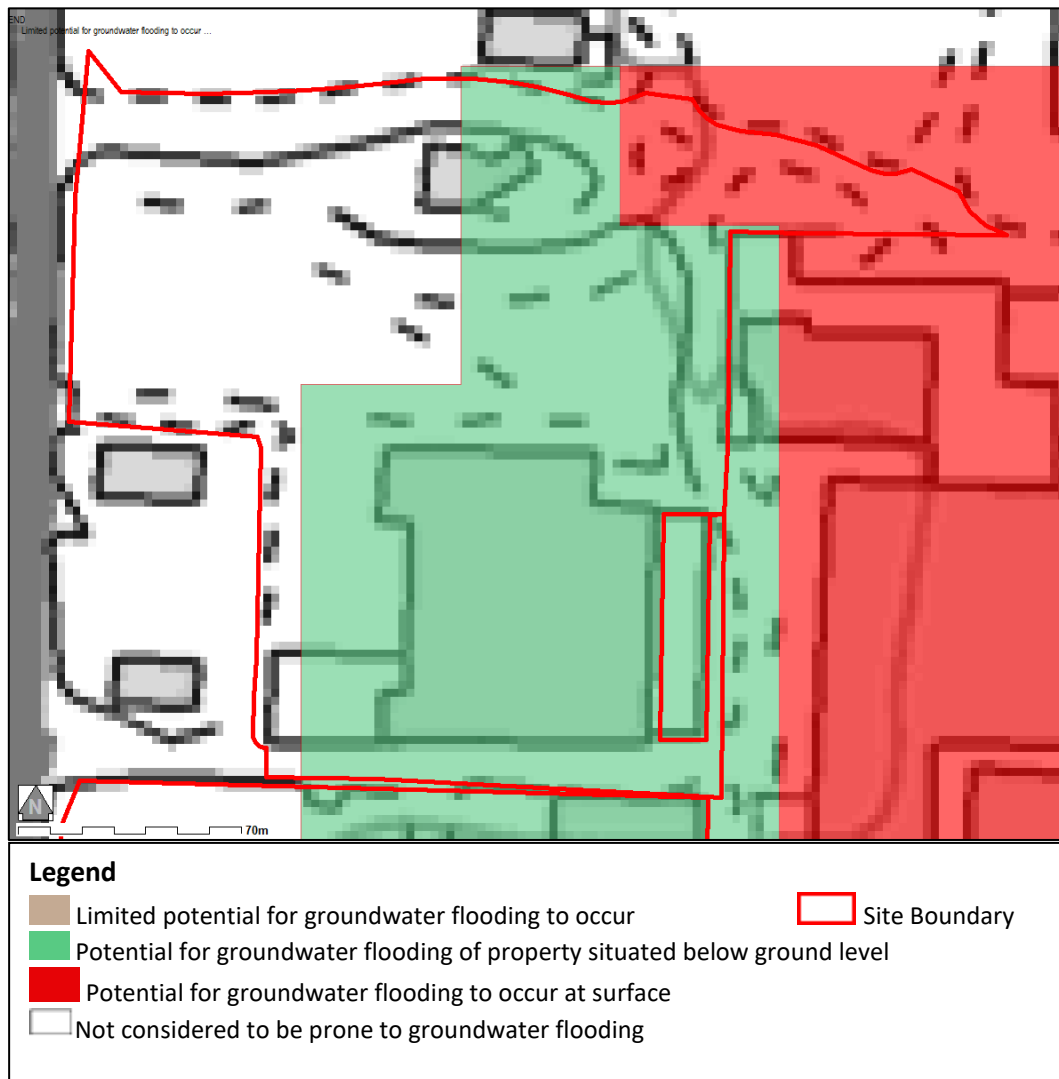 END
Limited potential for groundwater flooding to occur ...
N
70m
Legend
Limited potential for groundwater flooding to occur
Site Boundary
Potential for groundwater flooding of property situated below ground level
Potential for groundwater flooding to occur at surface
Not considered to be prone to groundwater flooding